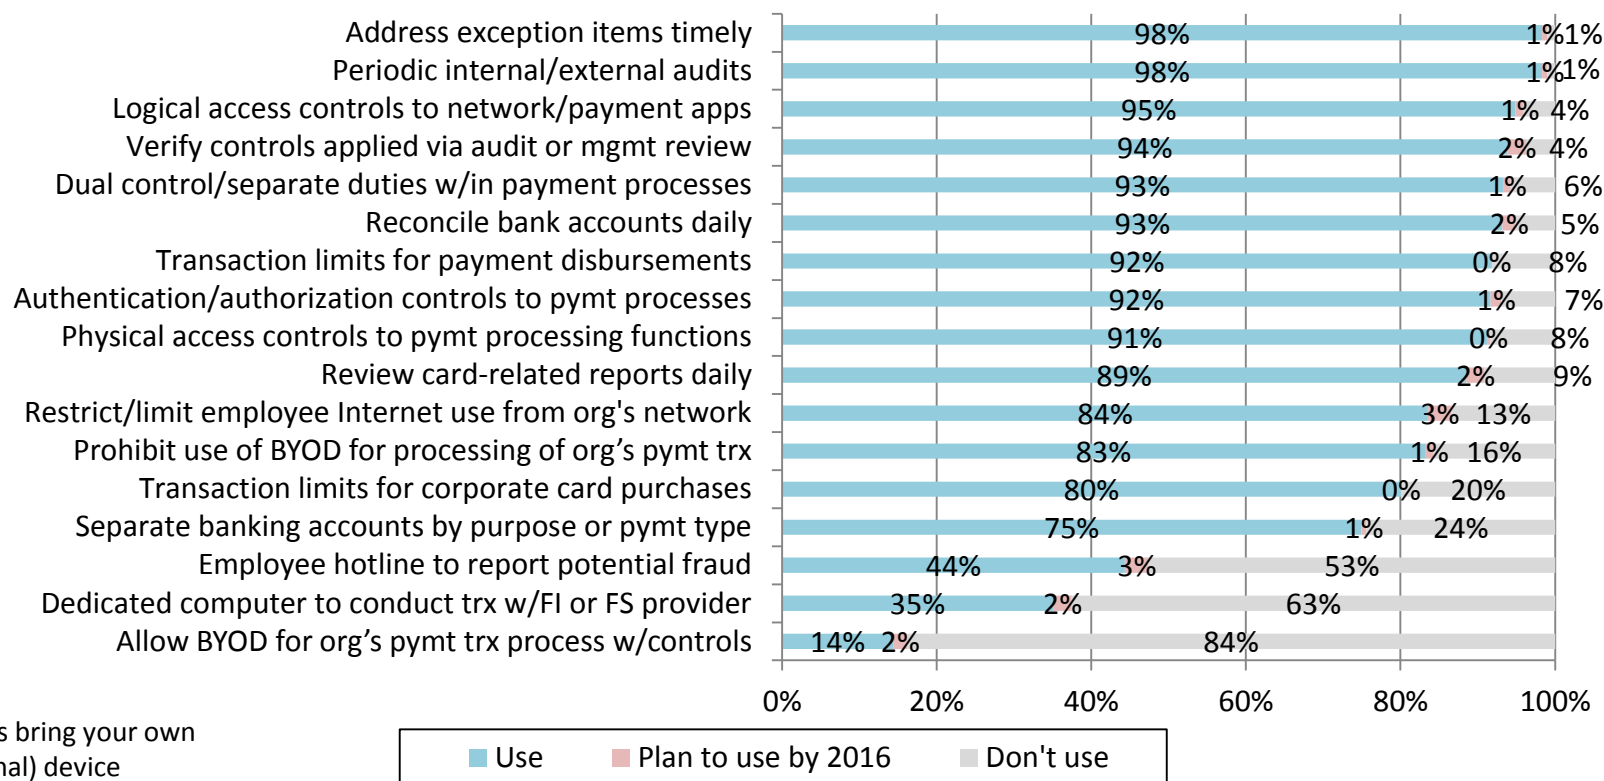 Address exception items timely 98% 1% 1%
Periodic internal/external audits 98% 1% 1%
Logical access controls to network/payment apps 95% 1% 4%
Verify controls applied via audit or mgmt review 94% 2% 4%
Dual control/separate duties w/in payment processes 93% 1% 6%
Reconcile bank accounts daily 93% 2% 5%
Transaction limits for payment disbursements 92% 0% 8%
Authentication/authorization controls to pymt processes 92% 1% 7%
Physical access controls to pymt processing functions 91% 0% 8%
Review card-related reports daily 89% 2% 9%
Restrict/limit employee Internet use from org's network 84% 3% 13%
Prohibit use of BYOD for processing of org’s pymt trx 83% 1% 16%
Transaction limits for corporate card purchases 80% 0% 20%
Separate banking accounts by purpose or pymt type 75% 1% 24%
Employee hotline to report potential fraud 44% 3% 53%
Dedicated computer to conduct trx w/FI or FS provider 35% 2% 63%
Allow BYOD for org’s pymt trx process w/controls 14% 2% 84%
0% 20% 40% 60% 80% 100%
s bring your own
nal) device
Use Plan to use by 2016 Don't use